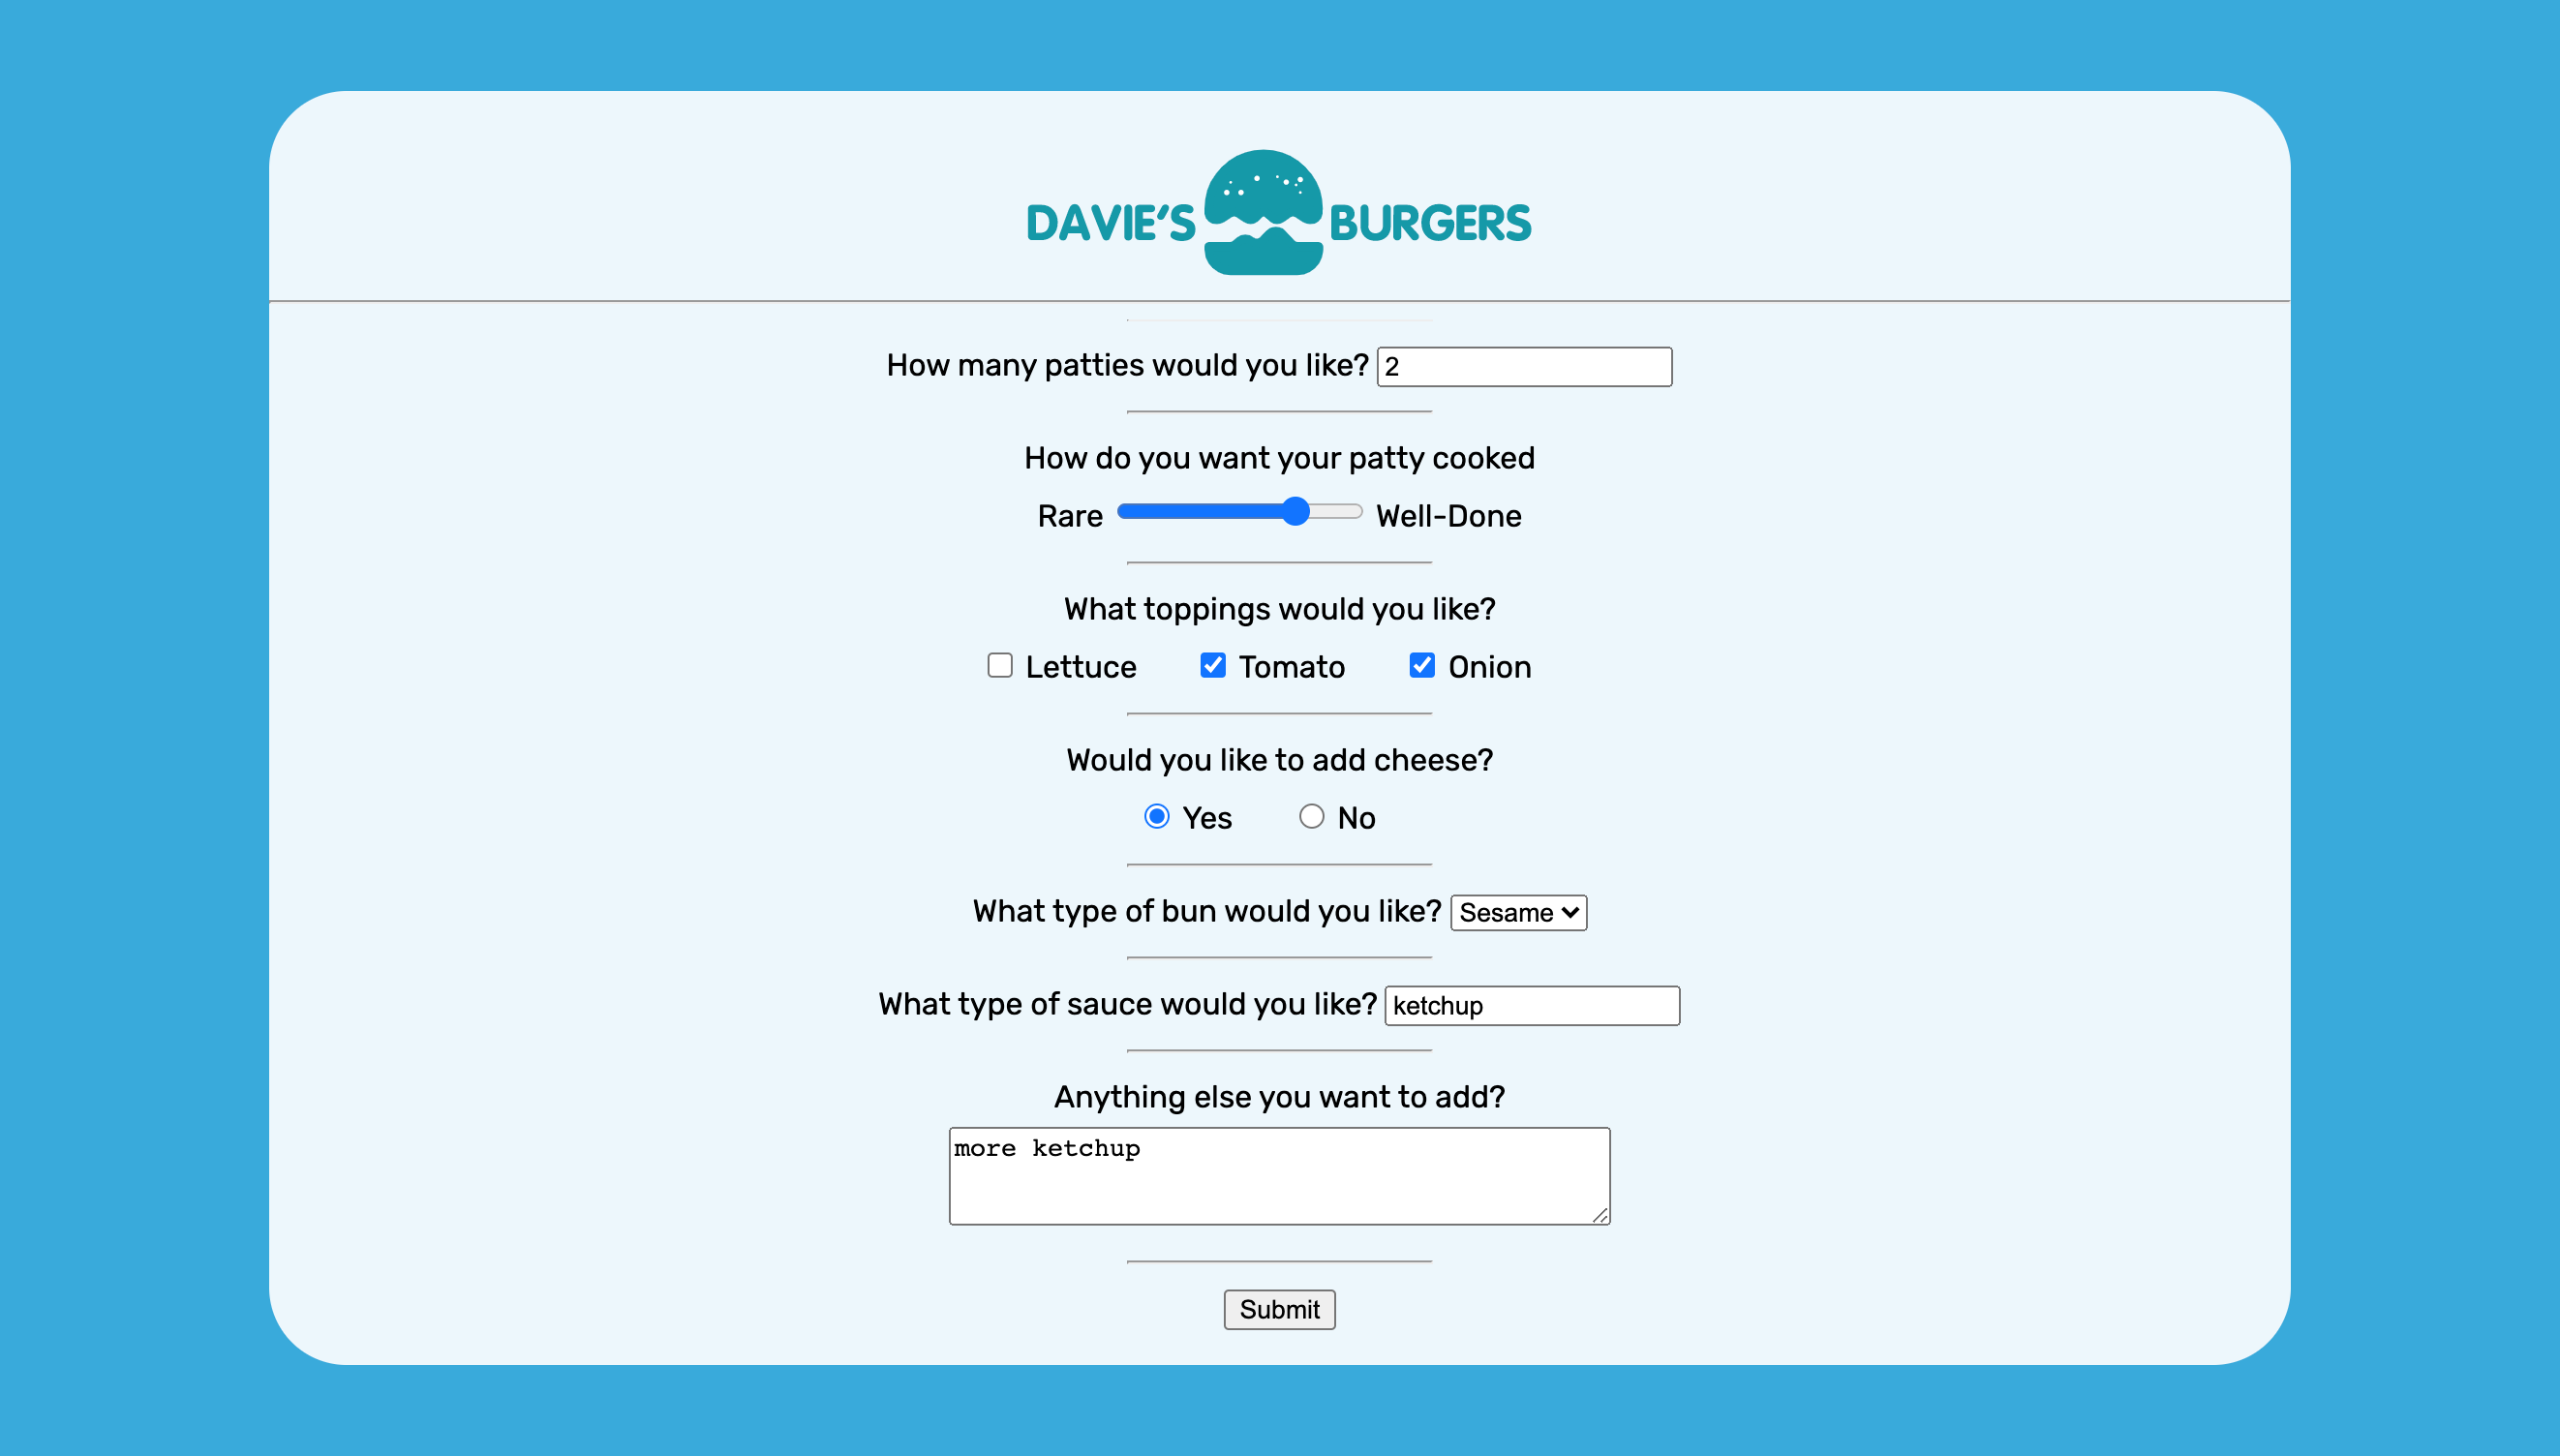 DAVIE'S BURGERS
How many patties would you like? 2
How do you want your patty cooked
Rare Well-Done
What toppings would you like?
Lettuce Tomato Onion
Would you like to add cheese?
Yes No
What type of bun would you like? Sesame
What type of sauce would you like? ketchup
Anything else you want to add?
more ketchup
Submit